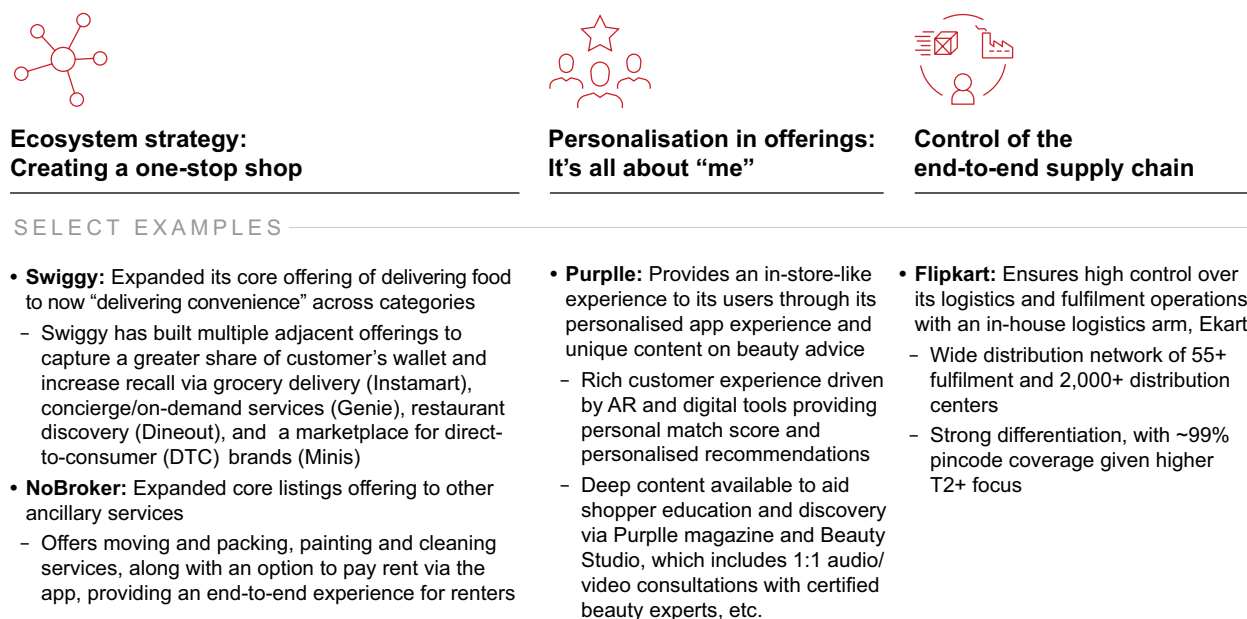 Ecosystem strategy:
Creating a one-stop shop
Personalisation in offerings:
It's all about “me”
Control of the
end-to-end supply chain
SELECT EXAMPLES
• Swiggy: Expanded its core offering of delivering food
to now “delivering convenience” across categories
– Swiggy has built multiple adjacent offerings to
capture a greater share of customer's wallet and
increase recall via grocery delivery (Instamart),
concierge/on-demand services (Genie), restaurant
discovery (Dineout), and a marketplace for direct-
to-consumer (DTC) brands (Minis)
• NoBroker: Expanded core listings offering to other
ancillary services
– Offers moving and packing, painting and cleaning
services, along with an option to pay rent via the
app, providing an end-to-end experience for renters
• Purplle: Provides an in-store-like
experience to its users through its
personalised app experience and
unique content on beauty advice
– Rich customer experience driven
by AR and digital tools providing
personal match score and
personalised recommendations
– Deep content available to aid
shopper education and discovery
via Purplle magazine and Beauty
Studio, which includes 1:1 audio/
video consultations with certified
beauty experts, etc.
• Flipkart: Ensures high control over
its logistics and fulfilment operations
with an in-house logistics arm, Ekart
– Wide distribution network of 55+
fulfilment and 2,000+ distribution
centers
– Strong differentiation, with ~99%
pincode coverage given higher
T2+ focus